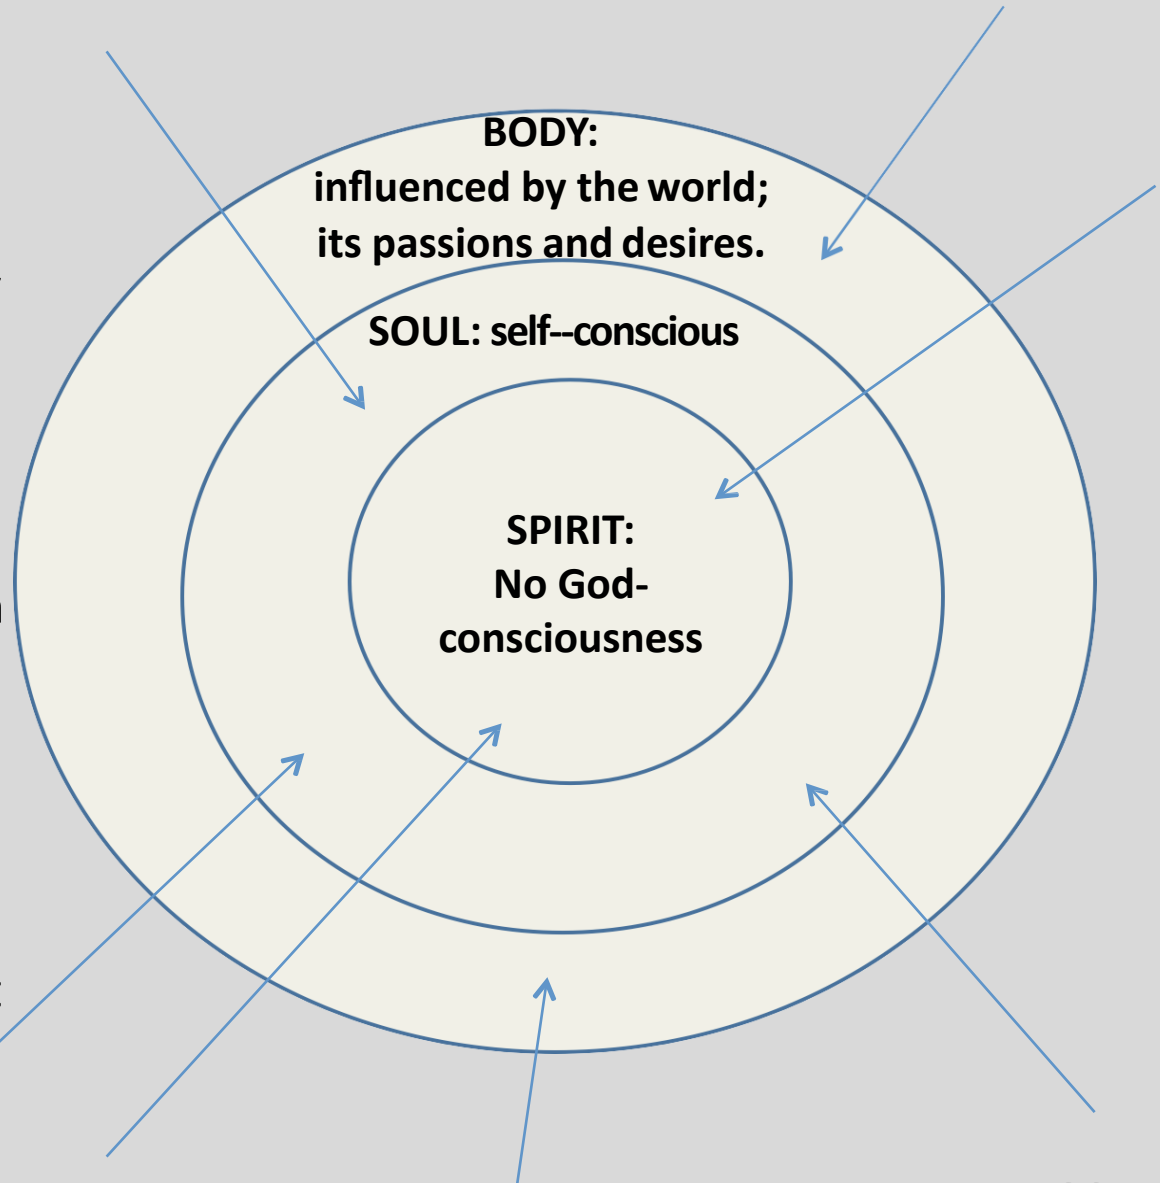 BODY:
influenced by the world;
its passions and desires.
SOUL: self--conscious
SPIRIT:
No God-
consciousness